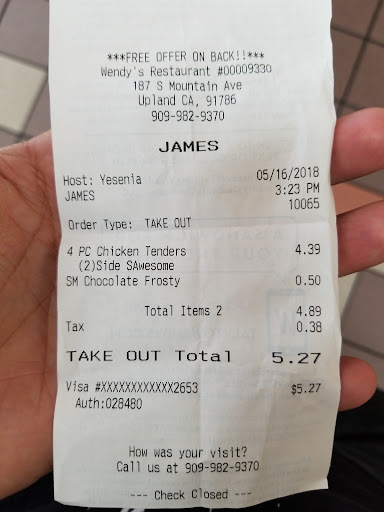 ***FREE OFFER ON BACK!!***
Wendy's Restaurant #00009330
187 S Mountain Ave
Upland CA, 91786
909-982-9370
JAMES
Host: Yesenia 05/16/2018
JAMES 3:23 PM
10065
Order Type: TAKE OUT
4 PC Chicken Tenders 4.39
(2)Side SAwesome
SM Chocolate Frosty 0.50
Total Items 2 4.89
Tax 0.38
TAKE OUT Total 5.27
Visa #XXXXXXXXXXXX2653 $5.27
Auth:028480
How was your visit?
Call us at 909-982-9370
--- Check Closed ---